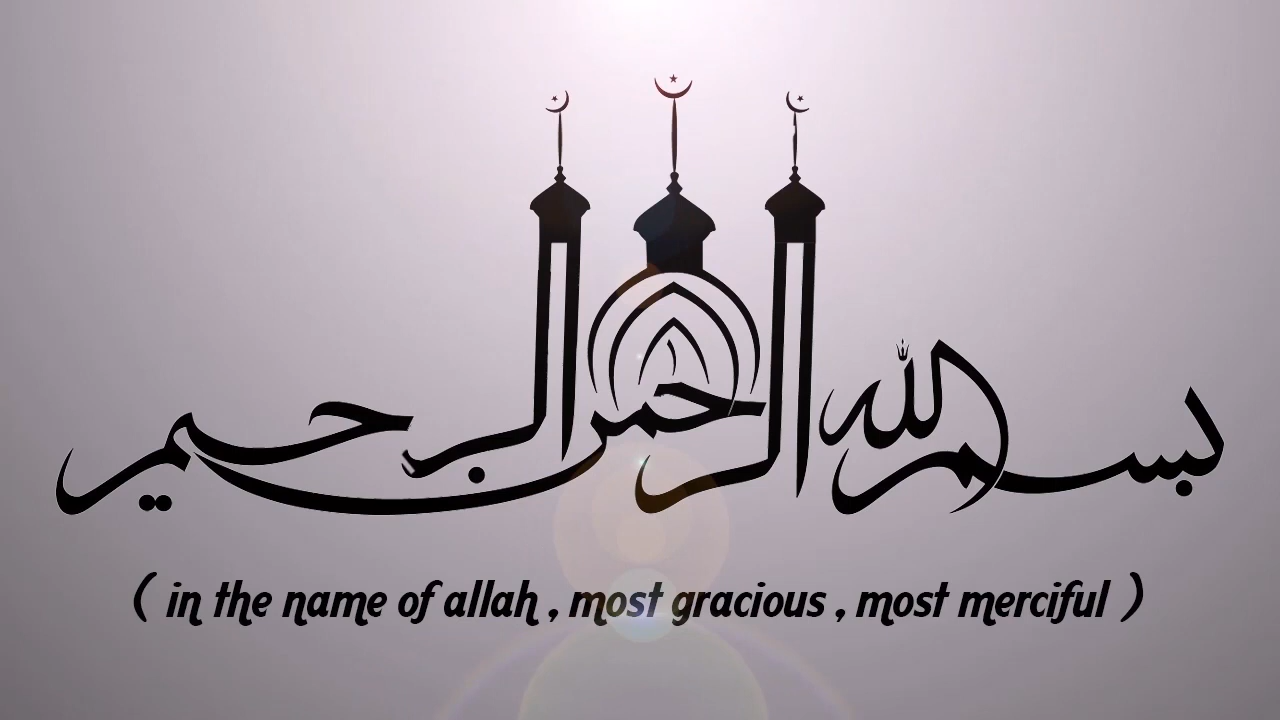 بسم الله الرحمن الرحيم
( in the name of allah , most gracious , most merciful )